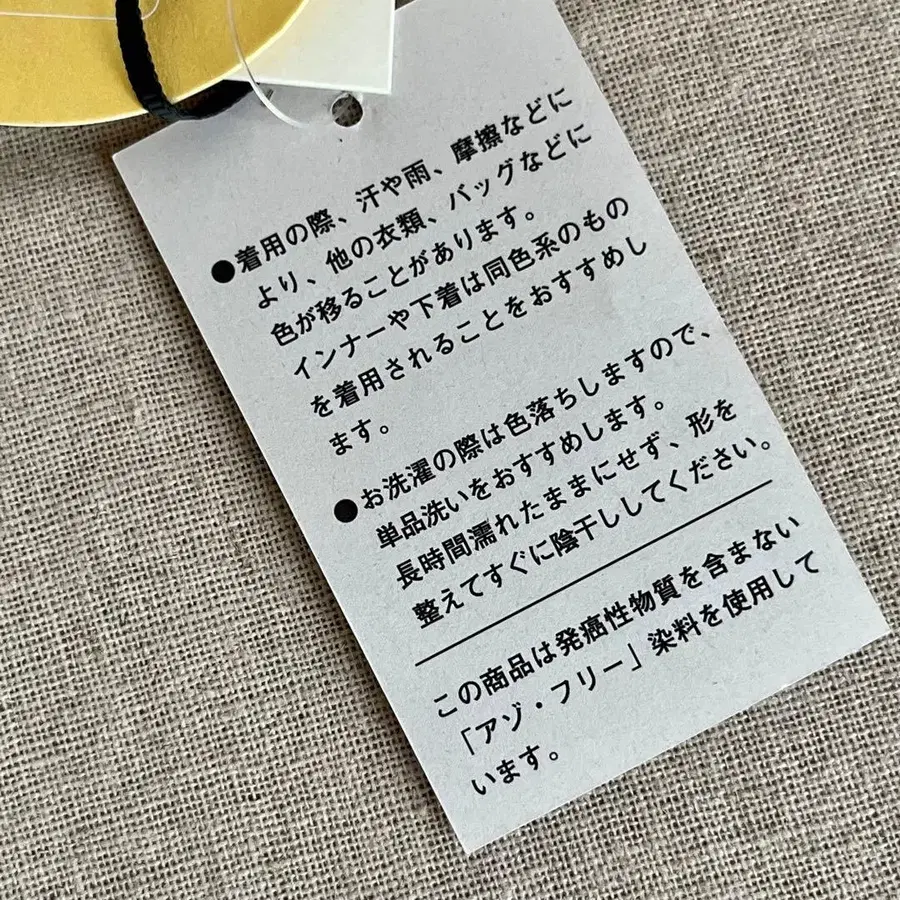 ●着用の際、汗や雨、摩擦などに
より、他の衣類、バッグなどに
色が移ることがあります。
インナーや下着は同色系のもの
を着用されることをおすすめし
ます。
●お洗濯の際は色落ちしますので、
単品洗いをおすすめします。
長時間濡れたままにせず、形を
整えてすぐに陰干ししてください。
この商品は発癌性物質を含まない
「アゾ・フリー」染料を使用して
います。